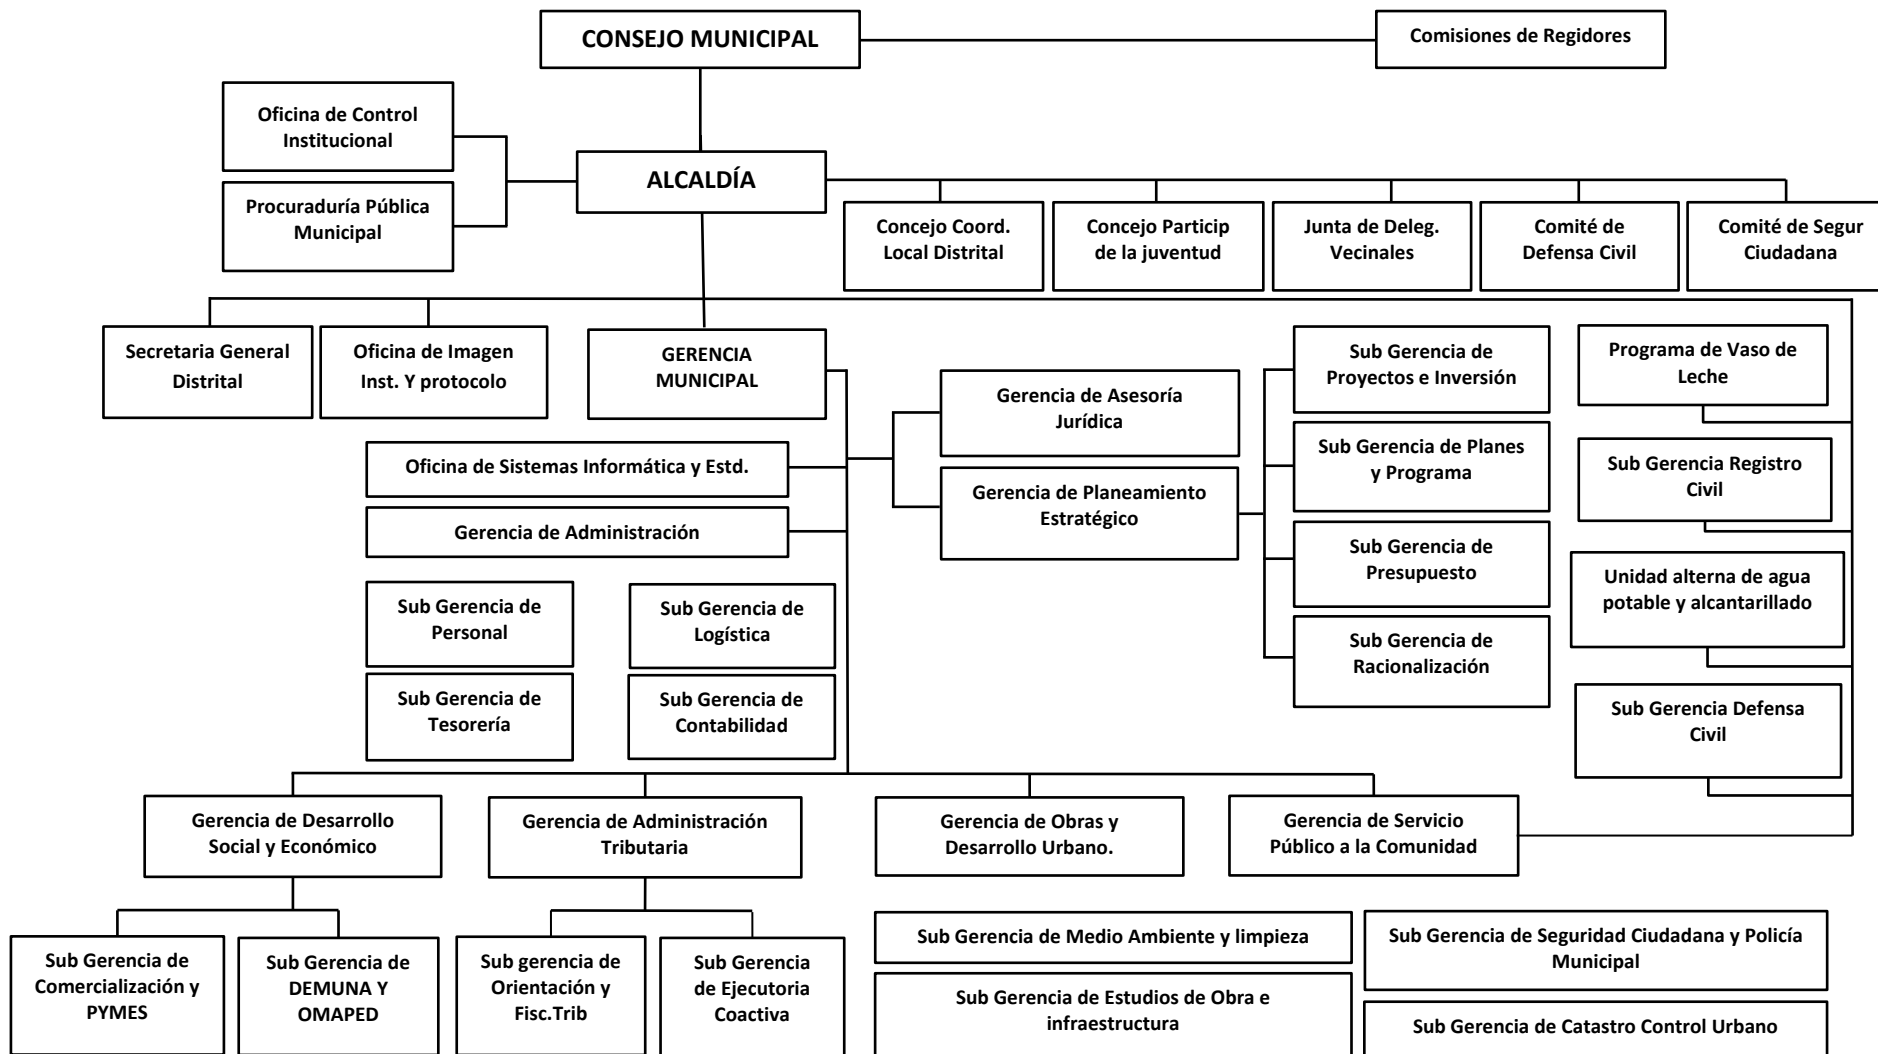 CONSEJO MUNICIPAL
Comisiones de Regidores
Oficina de Control
Institucional
ALCALDÍA
Procuraduría Pública
Municipal
Concejo Coord.
Local Distrital
Concejo Particip
de la juventud
Junta de Deleg.
Vecinales
Comité de
Defensa Civil
Comité de Segur
Ciudadana
Secretaria General
Distrital
Oficina de Imagen
Inst. Y protocolo
GERENCIA
MUNICIPAL
Gerencia de Asesoría
Jurídica
Sub Gerencia de
Proyectos e Inversión
Programa de Vaso de
Leche
Oficina de Sistemas Informática y Estd.
Gerencia de Planeamiento
Estratégico
Sub Gerencia de Planes
y Programa
Sub Gerencia Registro
Civil
Gerencia de Administración
Sub Gerencia de
Presupuesto
Unidad alterna de agua
potable y alcantarillado
Sub Gerencia de
Personal
Sub Gerencia de
Logística
Sub Gerencia de
Racionalización
Sub Gerencia de
Tesorería
Sub Gerencia de
Contabilidad
Sub Gerencia Defensa
Civil
Gerencia de Desarrollo
Social y Económico
Gerencia de Administración
Tributaria
Gerencia de Obras y
Desarrollo Urbano.
Gerencia de Servicio
Público a la Comunidad
Sub Gerencia de
Comercialización y
PYMES
Sub Gerencia de
DEMUNA Y
OMAPED
Sub gerencia de
Orientación y
Fisc.Trib
Sub Gerencia
de Ejecutoria
Coactiva
Sub Gerencia de Medio Ambiente y limpieza
Sub Gerencia de Seguridad Ciudadana y Policía
Municipal
Sub Gerencia de Estudios de Obra e
infraestructura
Sub Gerencia de Catastro Control Urbano